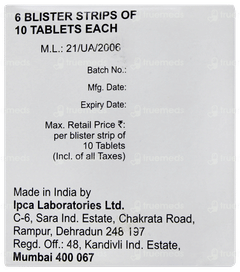 6 BLISTER STRIPS OF
10 TABLETS EACH
M.L.: 21/UA/2006
Batch No.:
Mfg. Date:
Expiry Date:
Max. Retail Price ₹:
per blister strip of
10 Tablets
(Incl. of all Taxes)
Made in India by
Ipca Laboratories Ltd.
C-6, Sara Ind. Estate, Chakrata Road,
Rampur, Dehradun 248 197
Regd. Off.: 48, Kandivli Ind. Estate,
Mumbai 400 067